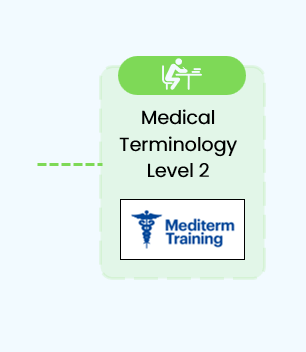 Medical
Terminology
Level 2
Mediterm
Training